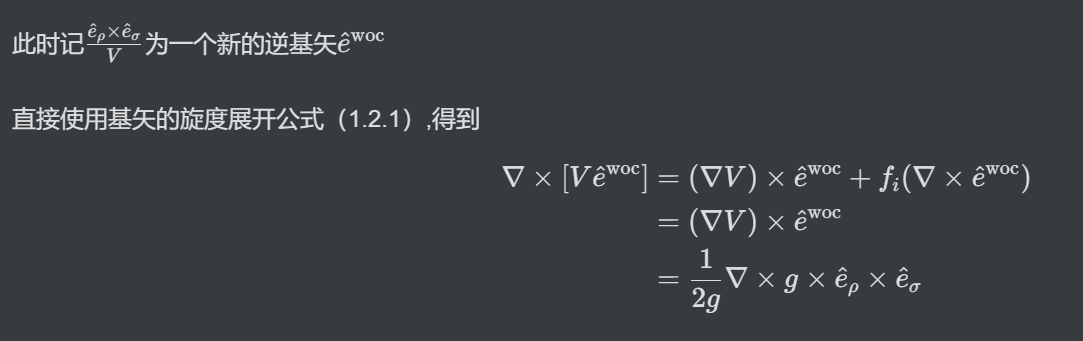 此时记$\frac{\hat{e}_\rho \times \hat{e}_\sigma}{V}$为一个新的逆基矢$\hat{e}^{\text{woc}}$
直接使用基矢的旋度展开公式（1.2.1）,得到
$\nabla \times [V\hat{e}^{\text{woc}}] = (\nabla V) \times \hat{e}^{\text{woc}} + f_i(\nabla \times \hat{e}^{\text{woc}})$
$= (\nabla V) \times \hat{e}^{\text{woc}}$
$= \frac{1}{2g} \nabla \times g \times \hat{e}_\rho \times \hat{e}_\sigma$